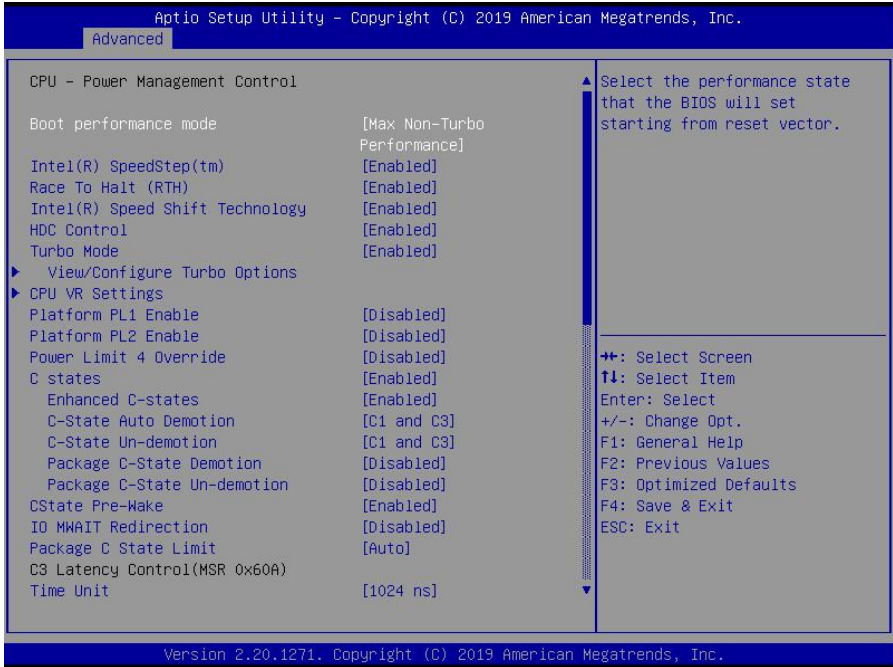 Aptio Setup Utility – Copyright (C) 2019 American Megatrends, Inc.
Advanced
CPU – Power Management Control
Boot performance mode [Max Non-Turbo
Performance]
Intel(R) SpeedStep(tm) [Enabled]
Race To Halt (RTH) [Enabled]
Intel(R) Speed Shift Technology [Enabled]
HDC Control [Enabled]
Turbo Mode [Enabled]
View/Configure Turbo Options
CPU VR Settings
Platform PL1 Enable [Disabled]
Platform PL2 Enable [Disabled]
Power Limit 4 Override [Disabled]
C states [Enabled]
Enhanced C-states [Enabled]
C-State Auto Demotion [C1 and C3]
C-State Un-demotion [C1 and C3]
Package C-State Demotion [Disabled]
Package C-State Un-demotion [Disabled]
CState Pre-Wake [Enabled]
IO MWAIT Redirection [Disabled]
Package C State Limit [Auto]
C3 Latency Control(MSR 0x60A)
Time Unit [1024 ns]
Select the performance state
that the BIOS will set
starting from reset vector.
→←: Select Screen
↑↓: Select Item
Enter: Select
+/-: Change Opt.
F1: General Help
F2: Previous Values
F3: Optimized Defaults
F4: Save & Exit
ESC: Exit
Version 2.20.1271. Copyright (C) 2019 American Megatrends, Inc.